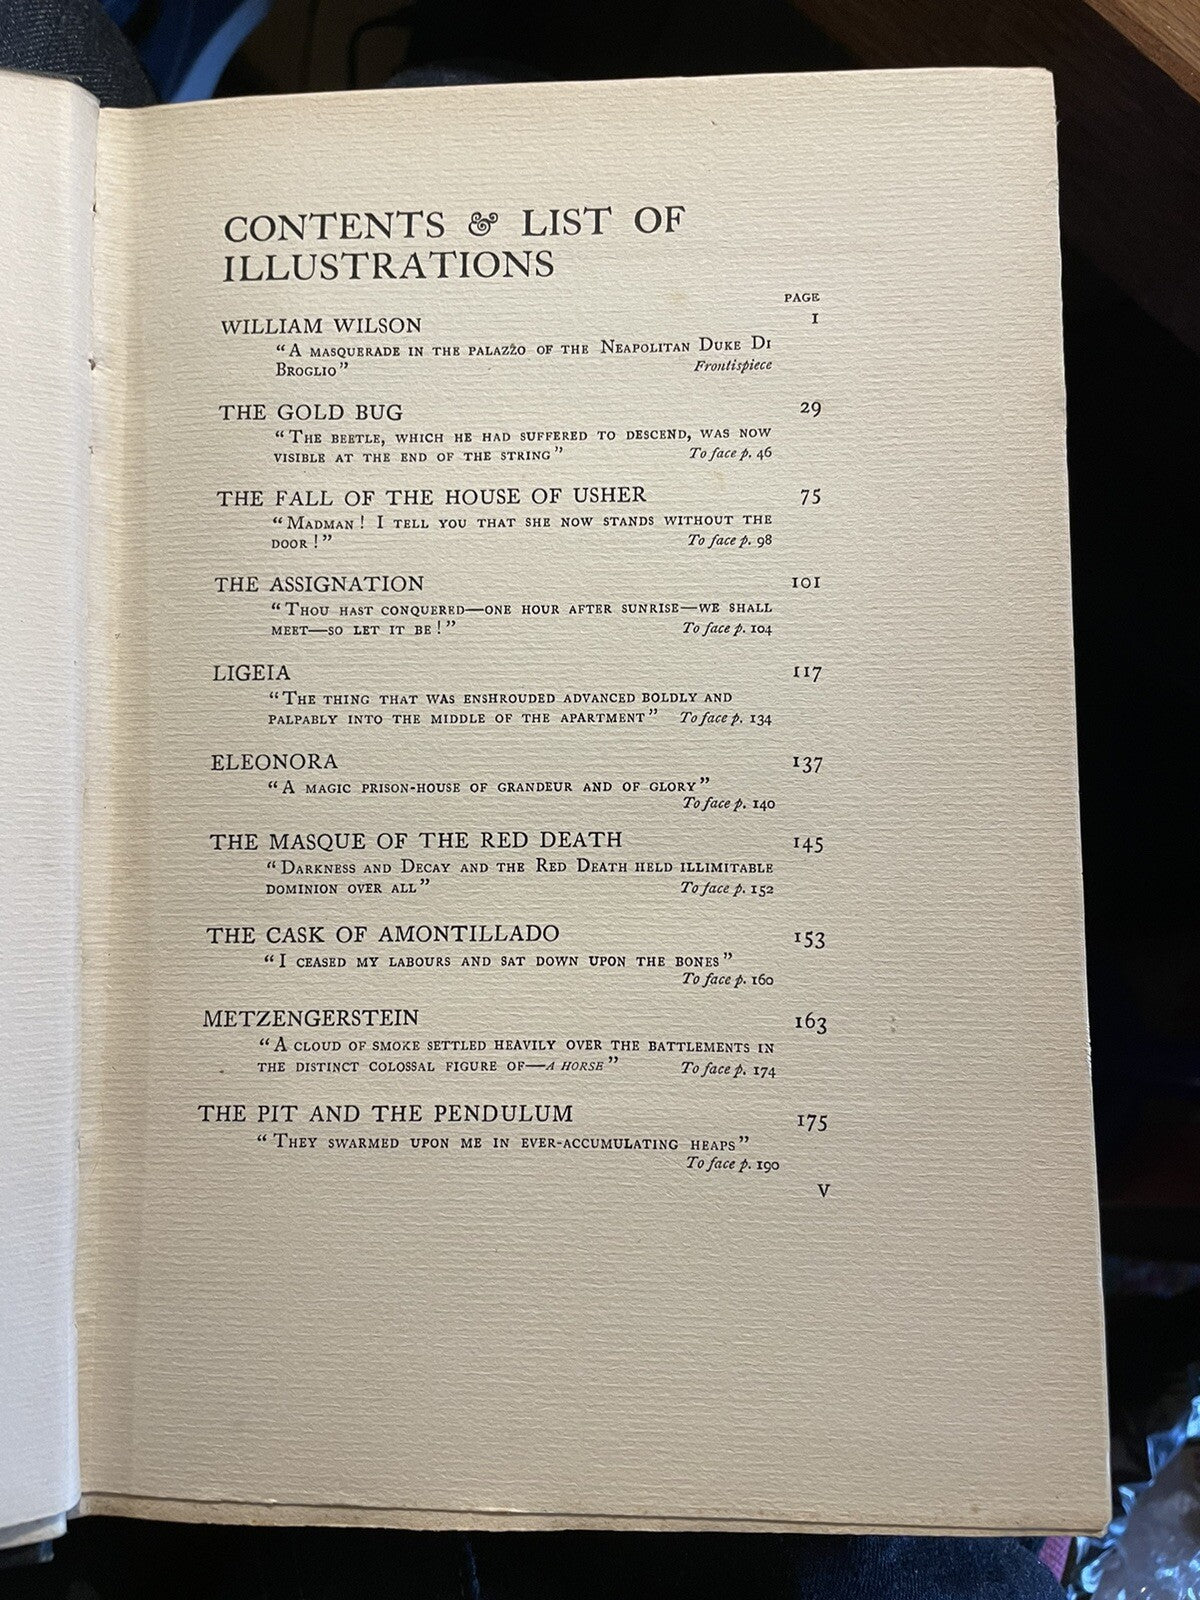 CONTENTS & LIST OF
ILLUSTRATIONS
PAGE
WILLIAM WILSON 1
“A MASQUERADE IN THE PALAZZO OF THE NEAPOLITAN DUKE DI
BROGLIO” Frontispiece
THE GOLD BUG 29
“THE BEETLE, WHICH HE HAD SUFFERED TO DESCEND, WAS NOW
VISIBLE AT THE END OF THE STRING” To face p. 46
THE FALL OF THE HOUSE OF USHER 75
“MADMAN! I TELL YOU THAT SHE NOW STANDS WITHOUT THE
DOOR!” To face p. 98
THE ASSIGNATION 101
“THOU HAST CONQUERED—ONE HOUR AFTER SUNRISE—WE SHALL
MEET—SO LET IT BE!” To face p. 104
LIGEIA 117
“THE THING THAT WAS ENSHROUDED ADVANCED BOLDLY AND
PALPABLY INTO THE MIDDLE OF THE APARTMENT” To face p. 134
ELEONORA 137
“A MAGIC PRISON-HOUSE OF GRANDEUR AND OF GLORY”
To face p. 140
THE MASQUE OF THE RED DEATH 145
“DARKNESS AND DECAY AND THE RED DEATH HELD ILLIMITABLE
DOMINION OVER ALL” To face p. 152
THE CASK OF AMONTILLADO 153
“I CEASED MY LABOURS AND SAT DOWN UPON THE BONES”
To face p. 160
METZENGERSTEIN 163
“A CLOUD OF SMOKE SETTLED HEAVILY OVER THE BATTLEMENTS IN
THE DISTINCT COLOSSAL FIGURE OF—A HORSE” To face p. 174
THE PIT AND THE PENDULUM 175
“THEY SWARMED UPON ME IN EVER-ACCUMULATING HEAPS”
To face p. 190
V